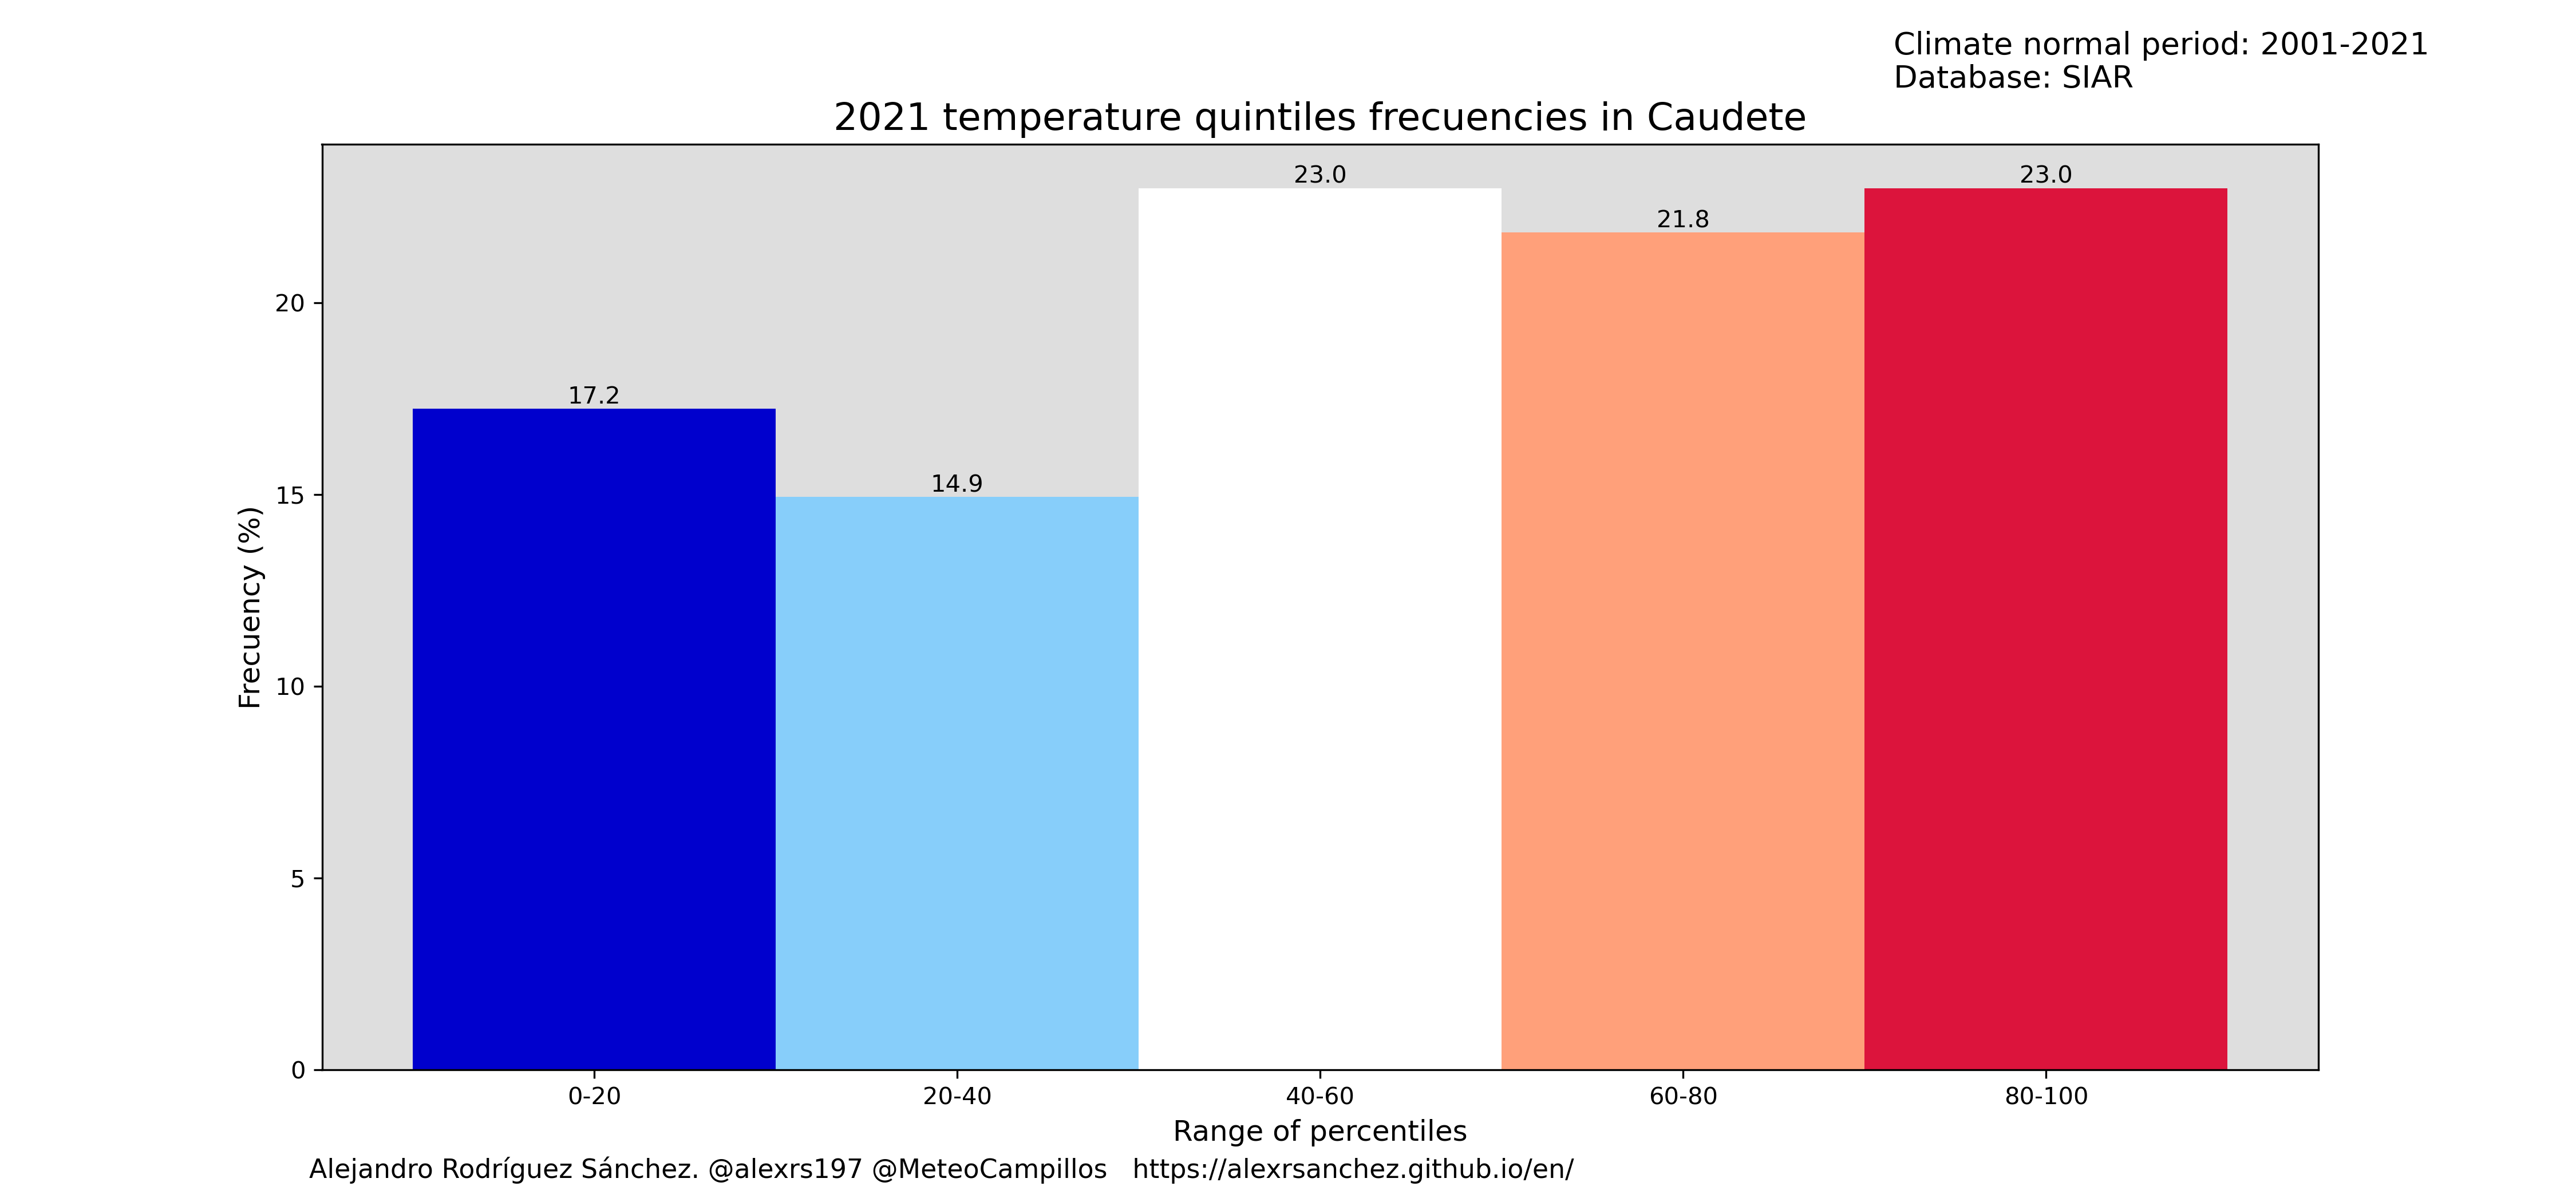 Climate normal period: 2001-2021
Database: SIAR
2021 temperature quintiles frecuencies in Caudete
23.0
23.0
21.8
17.2
14.9
20
15
10
5
0
Frecuency (%)
0-20
20-40
40-60
60-80
80-100
Range of percentiles
Alejandro Rodríguez Sánchez. @alexrs197 @MeteoCampillos   https://alexrsanchez.github.io/en/